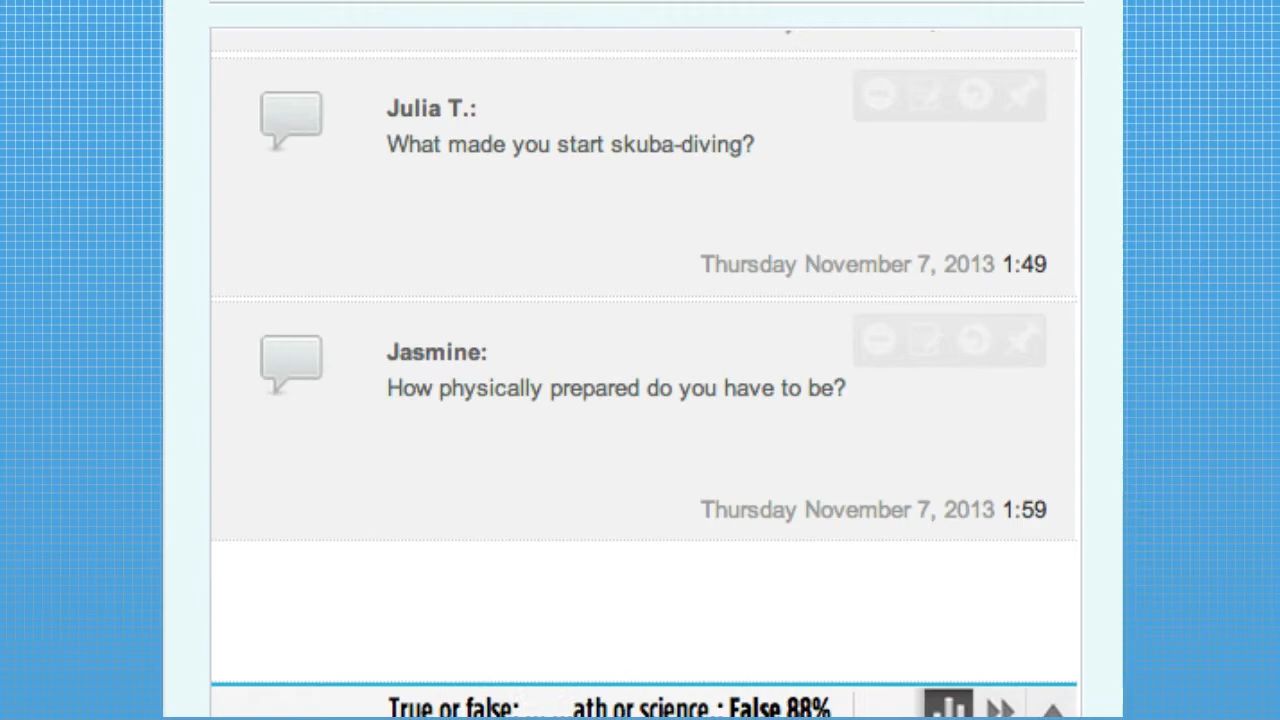 Julia T.:
What made you start skuba-diving?
Thursday November 7, 2013 1:49
Jasmine:
How physically prepared do you have to be?
Thursday November 7, 2013 1:59
True or false: or science : False 88%